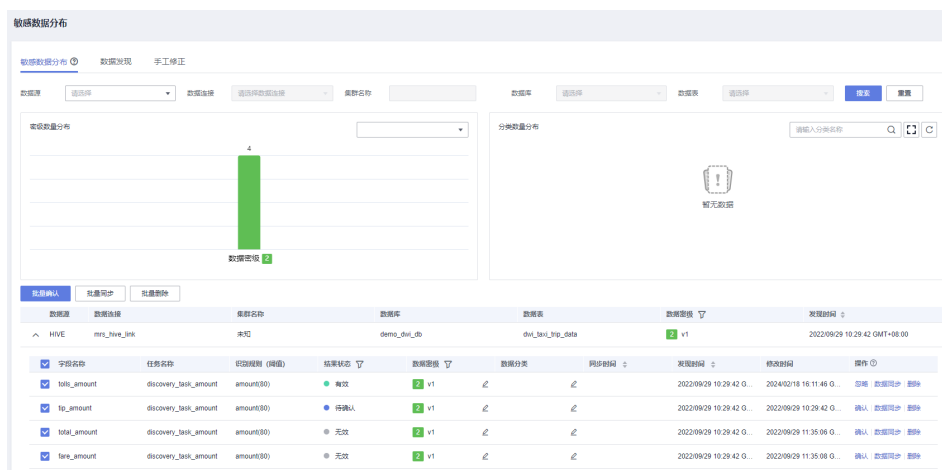 敏感数据分布
敏感数据分布 数据发现 手工修正
数据源 请选择 数据连接 请选择数据连接 集群名称 数据库 请选择 数据表 请选择 搜索 重置
密级数量分布
4
数据密级 2
分类数量分布 请输入分类名称
暂无数据
批量确认 批量同步 批量删除
数据源 数据连接 集群名称 数据库 数据表 数据密级 发现时间
HIVE mrs_hive_link 未知 demo_dwi_db dwi_taxi_trip_data 2 v1 2022/09/29 10:29:42 GMT+08:00
字段名称 任务名称 识别规则 (阈值) 结果状态 数据密级 数据分类 同步时间 发现时间 修改时间 操作
tolls_amount discovery_task_amount amount(80) 有效 2 v1 2022/09/29 10:29:42 G... 2024/02/18 16:11:46 G... 忽略 数据同步 删除
tip_amount discovery_task_amount amount(80) 待确认 2 v1 2022/09/29 10:29:42 G... 2022/09/29 10:29:42 G... 确认 数据同步 删除
total_amount discovery_task_amount amount(80) 无效 2 v1 2022/09/29 10:29:42 G... 2022/09/29 11:35:06 G... 确认 数据同步 删除
fare_amount discovery_task_amount amount(80) 无效 2 v1 2022/09/29 10:29:42 G... 2022/09/29 11:35:08 G... 确认 数据同步 删除